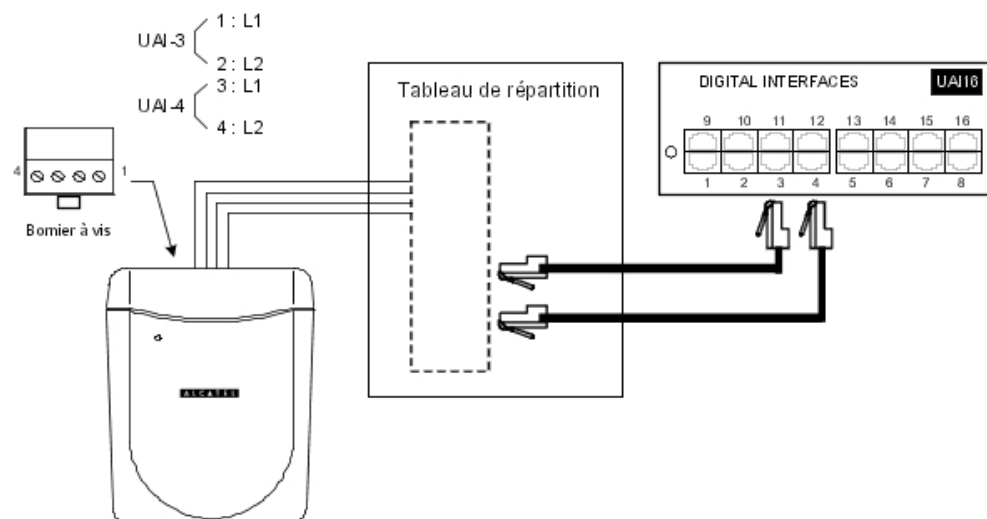 1 : L1
UAI-3
2 : L2
3 : L1
UAI-4
4 : L2
Tableau de répartition
DIGITAL INTERFACES UAI16
9 10 11 12 13 14 15 16
1 2 3 4 5 6 7 8
4 1
Bornier à vis
ALCATEL